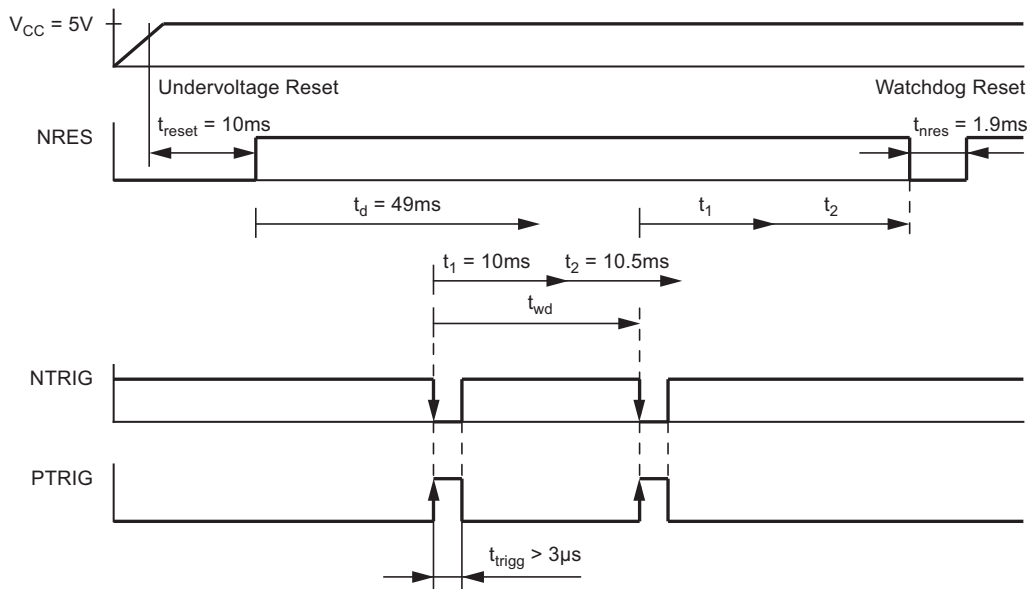 V_CC = 5V
Undervoltage Reset
Watchdog Reset
NRES
t_reset = 10ms
t_nres = 1.9ms
t_d = 49ms
t_1
t_2
t_1 = 10ms
t_2 = 10.5ms
t_wd
NTRIG
PTRIG
t_trigg > 3µs